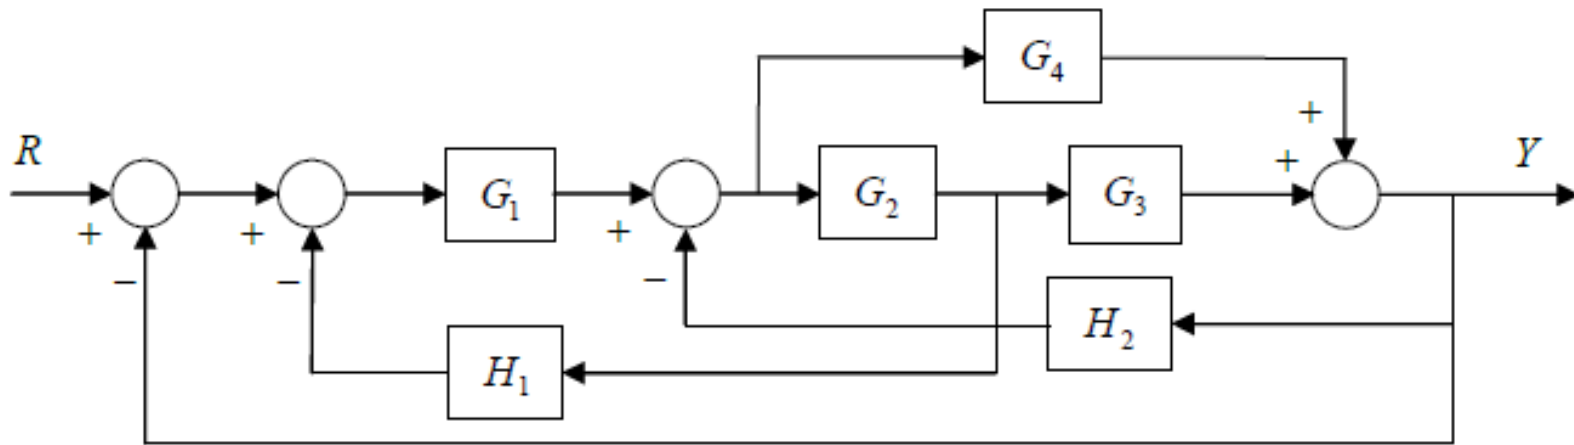 G₄
+
R
+
Y
G₁
G₂
G₃
+
+
+
−
−
−
H₂
H₁